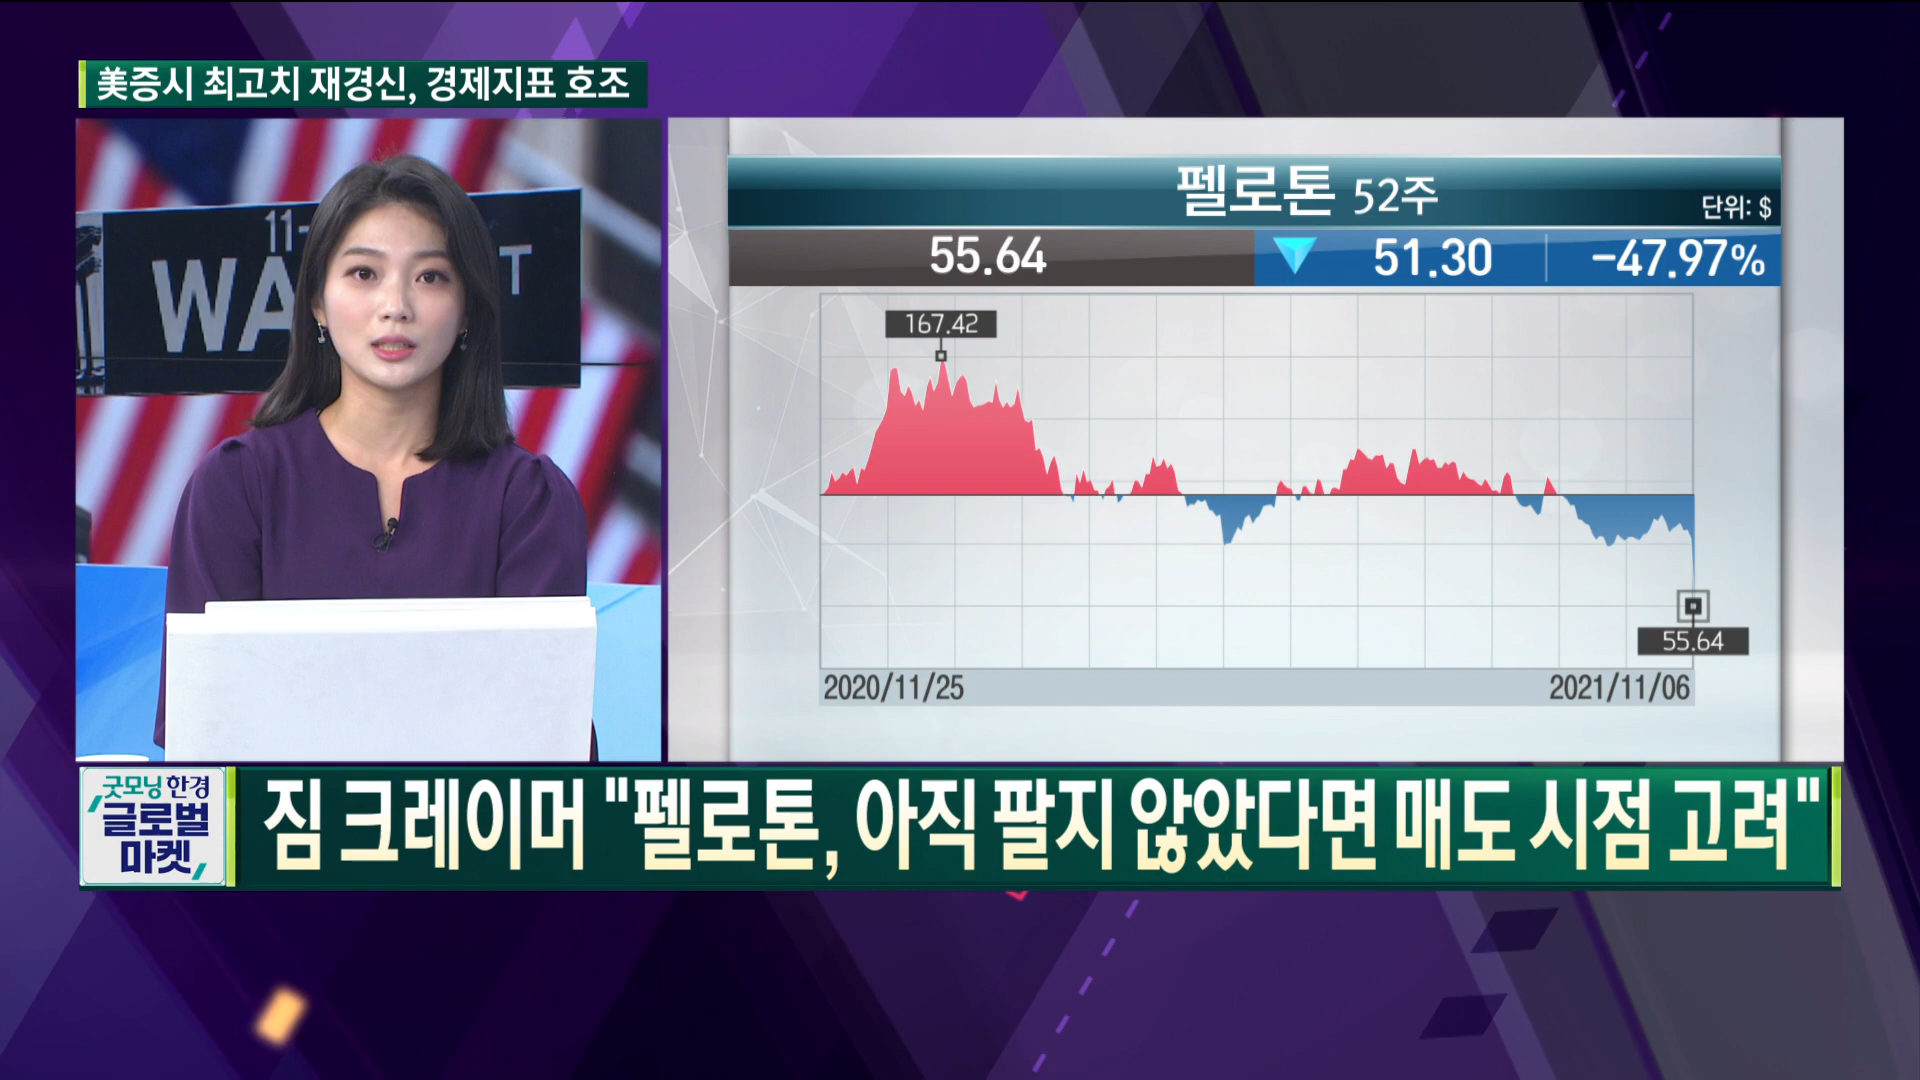 美증시 최고치 재경신, 경제지표 호조
11-
WA
T
펠로톤 52주
단위: $
55.64 ▼ 51.30 -47.97%
167.42
55.64
2020/11/25 2021/11/06
굿모닝 한경
글로벌
마켓
짐 크레이머 "펠로톤, 아직 팔지 않았다면 매도 시점 고려"